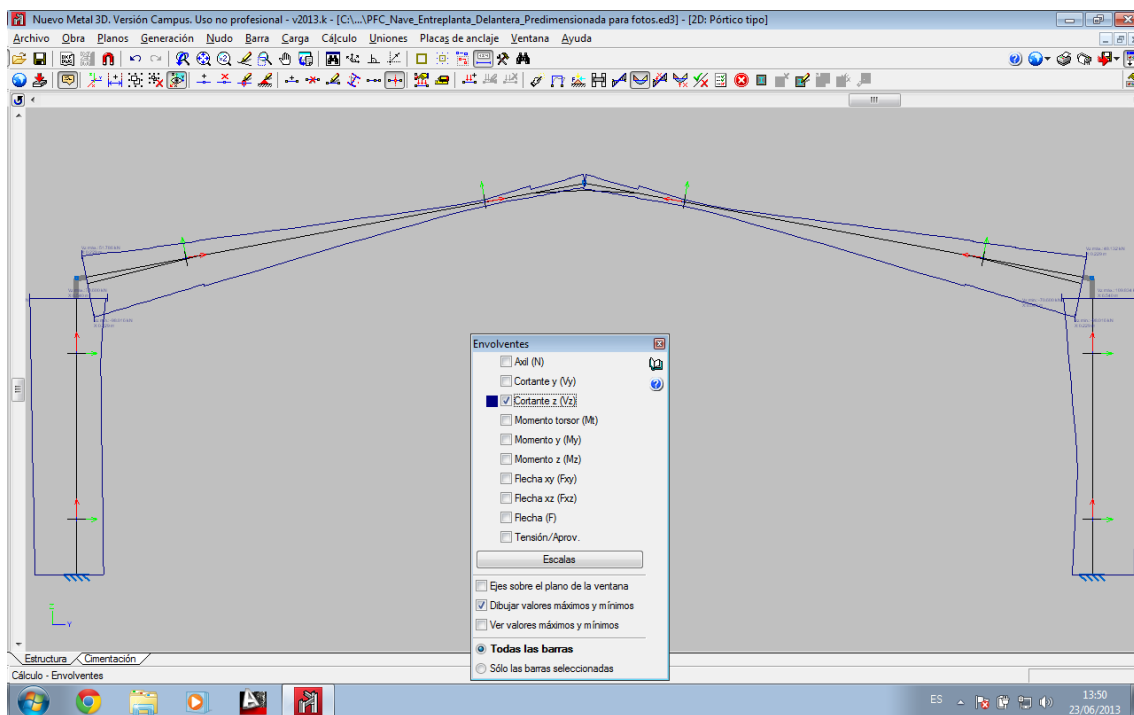 Nuevo Metal 3D. Versión Campus. Uso no profesional - v2013.k - [C:\...\PFC_Nave_Entreplanta_Delantera_Predimensionada para fotos.ed3] - [2D: Pórtico tipo]
Archivo Obra Planos Generación Nudo Barra Carga Cálculo Uniones Placas de anclaje Ventana Ayuda
Envolventes
Axil (N)
Cortante y (Vy)
Cortante z (Vz)
Momento torsor (Mt)
Momento y (My)
Momento z (Mz)
Flecha xy (Fxy)
Flecha xz (Fxz)
Flecha (F)
Tensión/Aprov.
Escalas
Ejes sobre el plano de la ventana
Dibujar valores máximos y mínimos
Ver valores máximos y mínimos
Todas las barras
Sólo las barras seleccionadas
Y
Estructura Cimentación
Cálculo - Envolventes
ES
13:50
23/06/2013